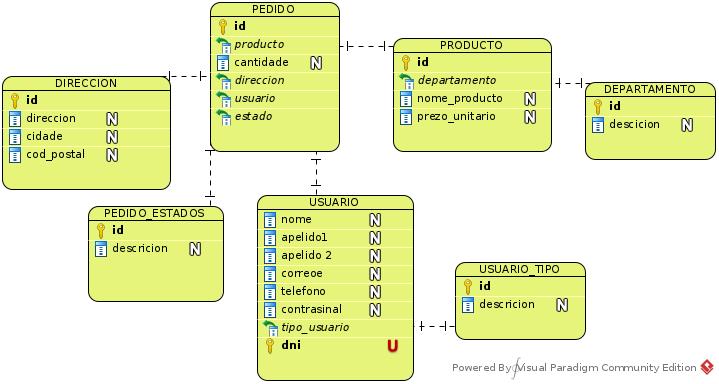 PEDIDO
id
producto
cantidade N
direccion
usuario
estado
PRODUCTO
id
departamento
nome_producto N
prezo_unitario N
DIRECCION
id
direccion N
cidade N
cod_postal N
DEPARTAMENTO
id
descicion N
PEDIDO_ESTADOS
id
descricion N
USUARIO
nome N
apelido1 N
apelido 2 N
correoe N
telefono N
contrasinal N
tipo_usuario
dni U
USUARIO_TIPO
id
descricion N
Powered By Visual Paradigm Community Edition